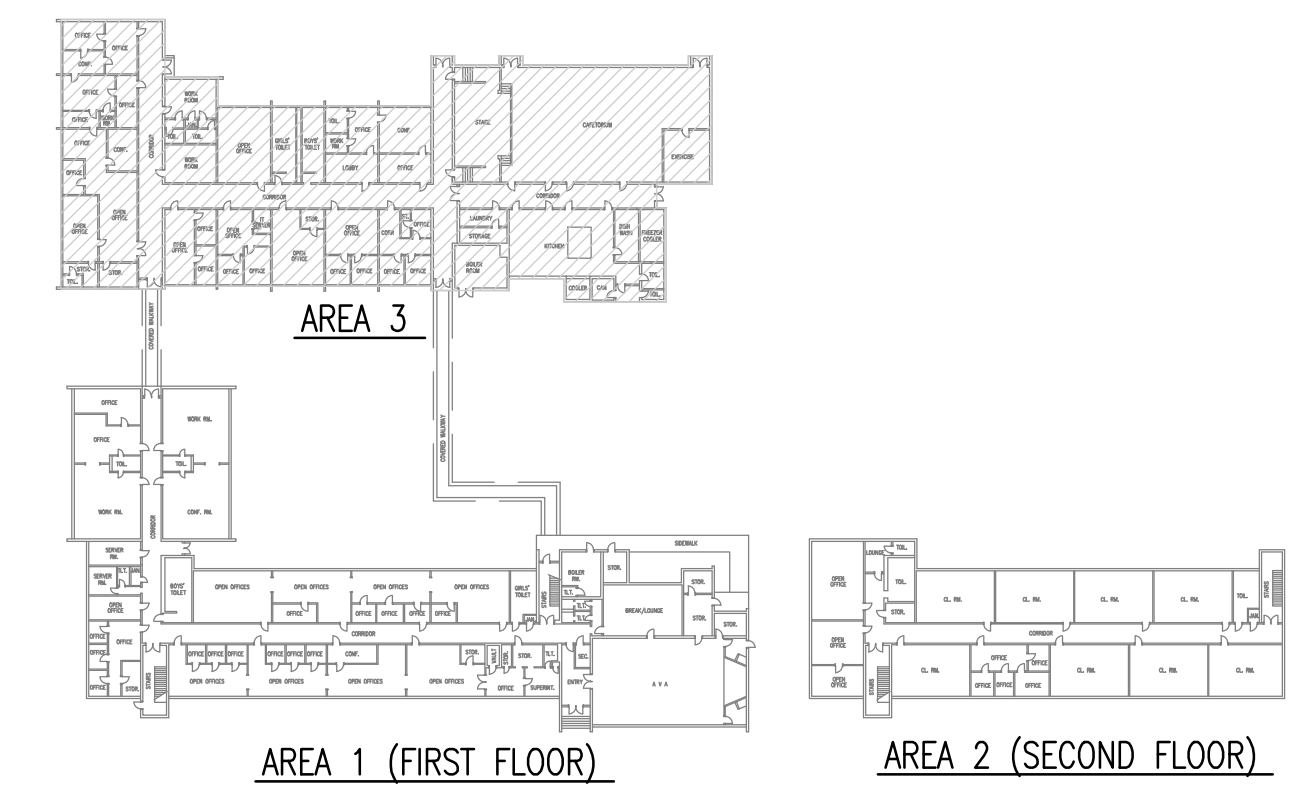 OFFICE
OFFICE
CONF.
OFFICE
OFFICE
WORK
ROOM
OFFICE
WORK
RM.
TOIL.
TOIL.
OFFICE
CONF.
CORRIDOR
WORK
ROOM
OFFICE
OPEN
OFFICE
OPEN
OFFICE
STOR.
STOR.
TOIL.
OPEN
OFFICE
GIRLS'
TOILET
BOYS'
TOILET
TOIL.
WORK
RM
OFFICE
CONF.
LOBBY
OFFICE
CORRIDOR
OPEN
OFFICE
OFFICE
OFFICE
OPEN
OFFICE
IT
SERVER
OFFICE
OFFICE
STOR.
OPEN
OFFICE
OPEN
OFFICE
OFFICE
OFFICE
CONF
ST.
OFFICE
OFFICE
OFFICE
STAGE
CAFETORIUM
EXERCISE
CORRIDOR
LAUNDRY
STORAGE
BOILER
ROOM
KITCHEN
DISH
WASH
FREEZER
COOLER
COOLER
CAN
TOIL.
TOIL.
AREA 3
COVERED WALKWAY
COVERED WALKWAY
OFFICE
WORK RM.
OFFICE
TOIL.
TOIL.
WORK RM.
CONF. RM.
CORRIDOR
SERVER
RM.
SERVER
RM.
TLT.
JAN.
OPEN
OFFICE
OFFICE
OFFICE
OFFICE
OFFICE
STOR.
STAIRS
BOYS'
TOILET
OPEN OFFICES
OPEN OFFICES
OPEN OFFICES
OPEN OFFICES
OFFICE
OFFICE
OFFICE
OFFICE
GIRLS'
TOILET
JAN.
STAIRS
CORRIDOR
OFFICE
OFFICE
OFFICE
OFFICE
OFFICE
OFFICE
CONF.
OPEN OFFICES
OPEN OFFICES
OPEN OFFICES
OPEN OFFICES
STOR.
VAULT
STOR.
STOR.
TLT.
OFFICE
SUPERINT.
SEC.
ENTRY
SIDEWALK
BOILER
RM.
STOR.
TLT.
TLT.
TLT.
BREAK/LOUNGE
STOR.
STOR.
STOR.
A V A
AREA 1 (FIRST FLOOR)
OPEN
OFFICE
LOUNGE
TOIL.
TOIL.
STOR.
OPEN
OFFICE
OPEN
OFFICE
STAIRS
CL. RM.
CL. RM.
CL. RM.
CL. RM.
TOIL.
JAN.
STAIRS
CORRIDOR
CL. RM.
OFFICE
OFFICE
OFFICE
OFFICE
OFFICE
CL. RM.
CL. RM.
CL. RM.
AREA 2 (SECOND FLOOR)